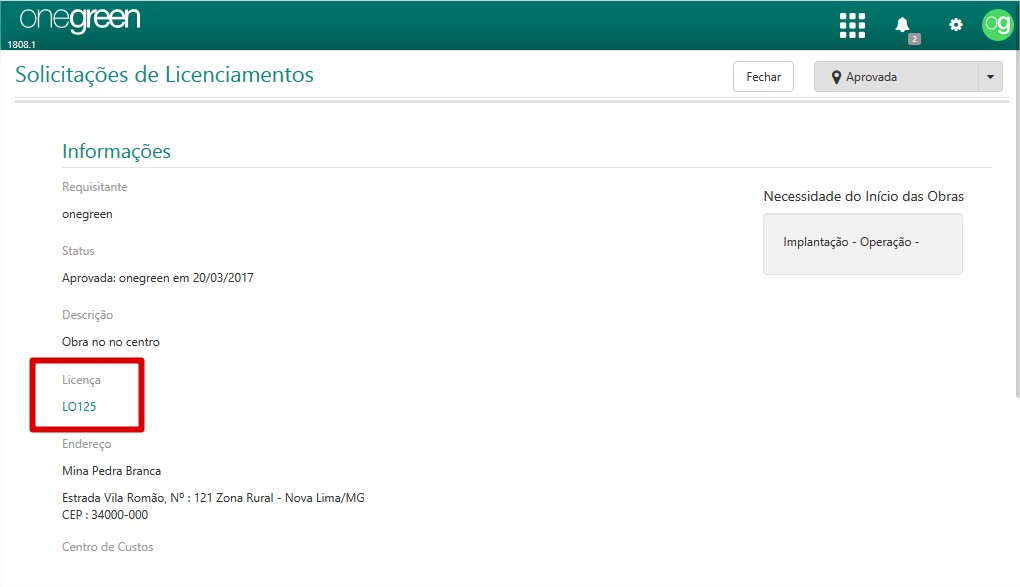 onegreen
1808.1
2
og
Solicitações de Licenciamentos
Fechar
Aprovada
Informações
Requisitante
onegreen
Necessidade do Início das Obras
Implantação - Operação -
Status
Aprovada: onegreen em 20/03/2017
Descrição
Obra no no centro
Licença
LO125
Endereço
Mina Pedra Branca
Estrada Vila Romão, Nº : 121 Zona Rural - Nova Lima/MG
CEP : 34000-000
Centro de Custos